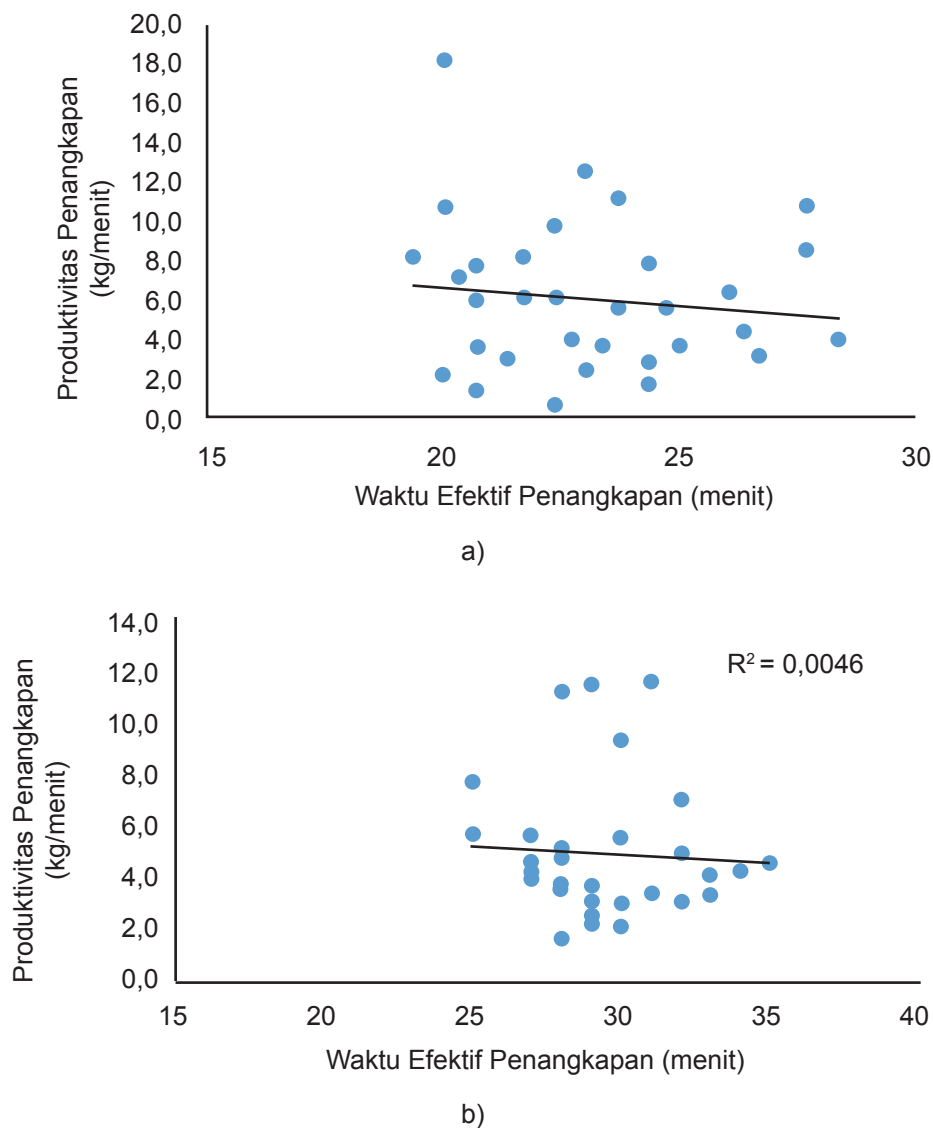 20,0
18,0
16,0
14,0
12,0
10,0
8,0
6,0
4,0
2,0
0,0
Produktivitas Penangkapan
(kg/menit)
15 20 25 30
Waktu Efektif Penangkapan (menit)
a)
14,0
12,0
10,0
8,0
6,0
4,0
2,0
0,0
Produktivitas Penangkapan
(kg/menit)
R² = 0,0046
15 20 25 30 35 40
Waktu Efektif Penangkapan (menit)
b)